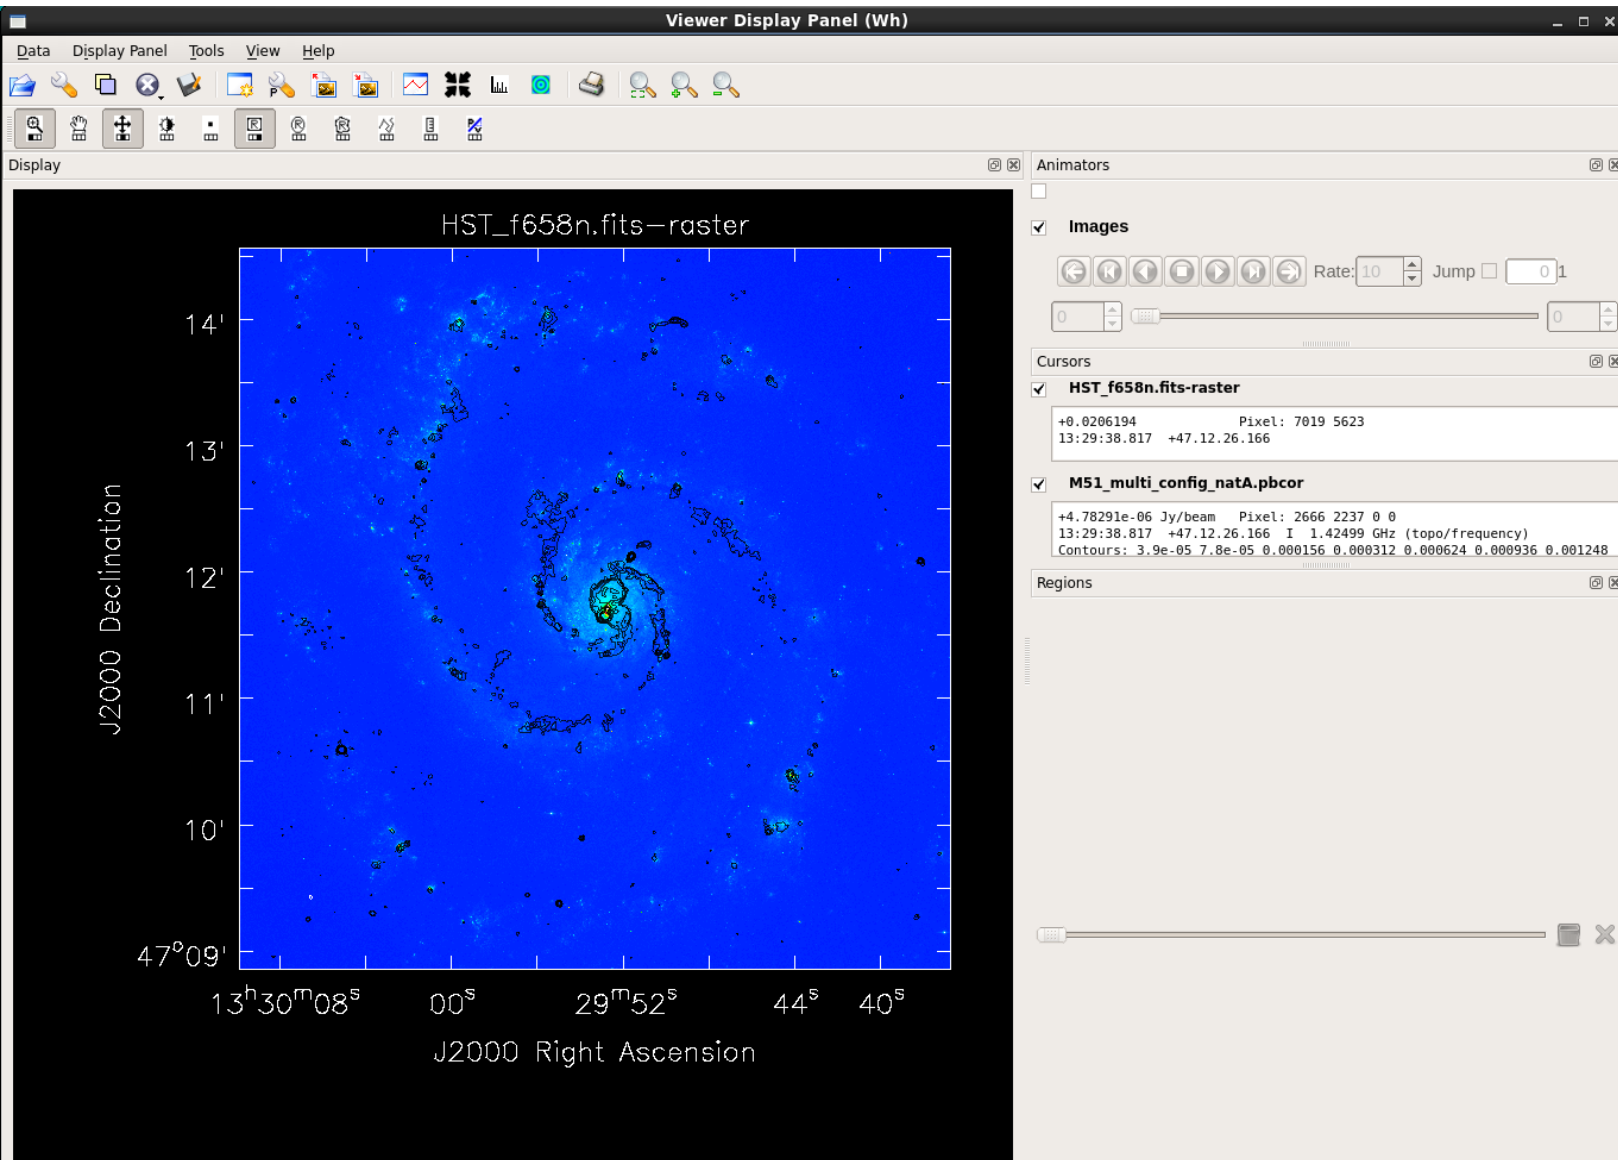 Viewer Display Panel (Wh)
Data Display Panel Tools View Help
Display
HST_f658n.fits-raster
14'
13'
12'
11'
10'
47°09'
J2000 Declination
13h30m08s 00s 29m52s 44s 40s
J2000 Right Ascension
Animators
Images
Rate: 10 Jump 0 1
0 0
Cursors
HST_f658n.fits-raster
+0.0206194 Pixel: 7019 5623
13:29:38.817 +47.12.26.166
M51_multi_config_natA.pbcor
+4.78291e-06 Jy/beam Pixel: 2666 2237 0 0
13:29:38.817 +47.12.26.166 I 1.42499 GHz (topo/frequency)
Contours: 3.9e-05 7.8e-05 0.000156 0.000312 0.000624 0.000936 0.001248
Regions